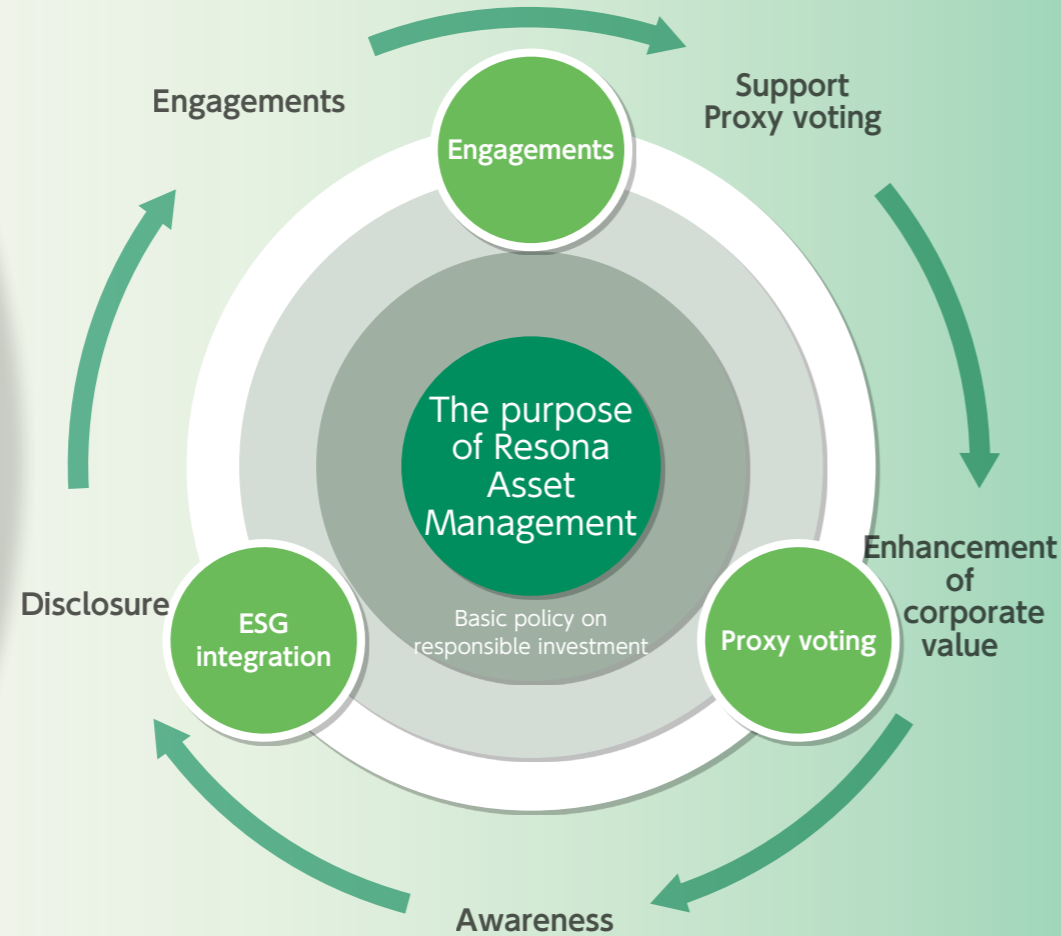 Engagements
Support
Proxy voting
Engagements
The purpose
of Resona
Asset
Management
Basic policy on
responsible investment
Enhancement
of
corporate
value
Disclosure
ESG
integration
Proxy voting
Awareness